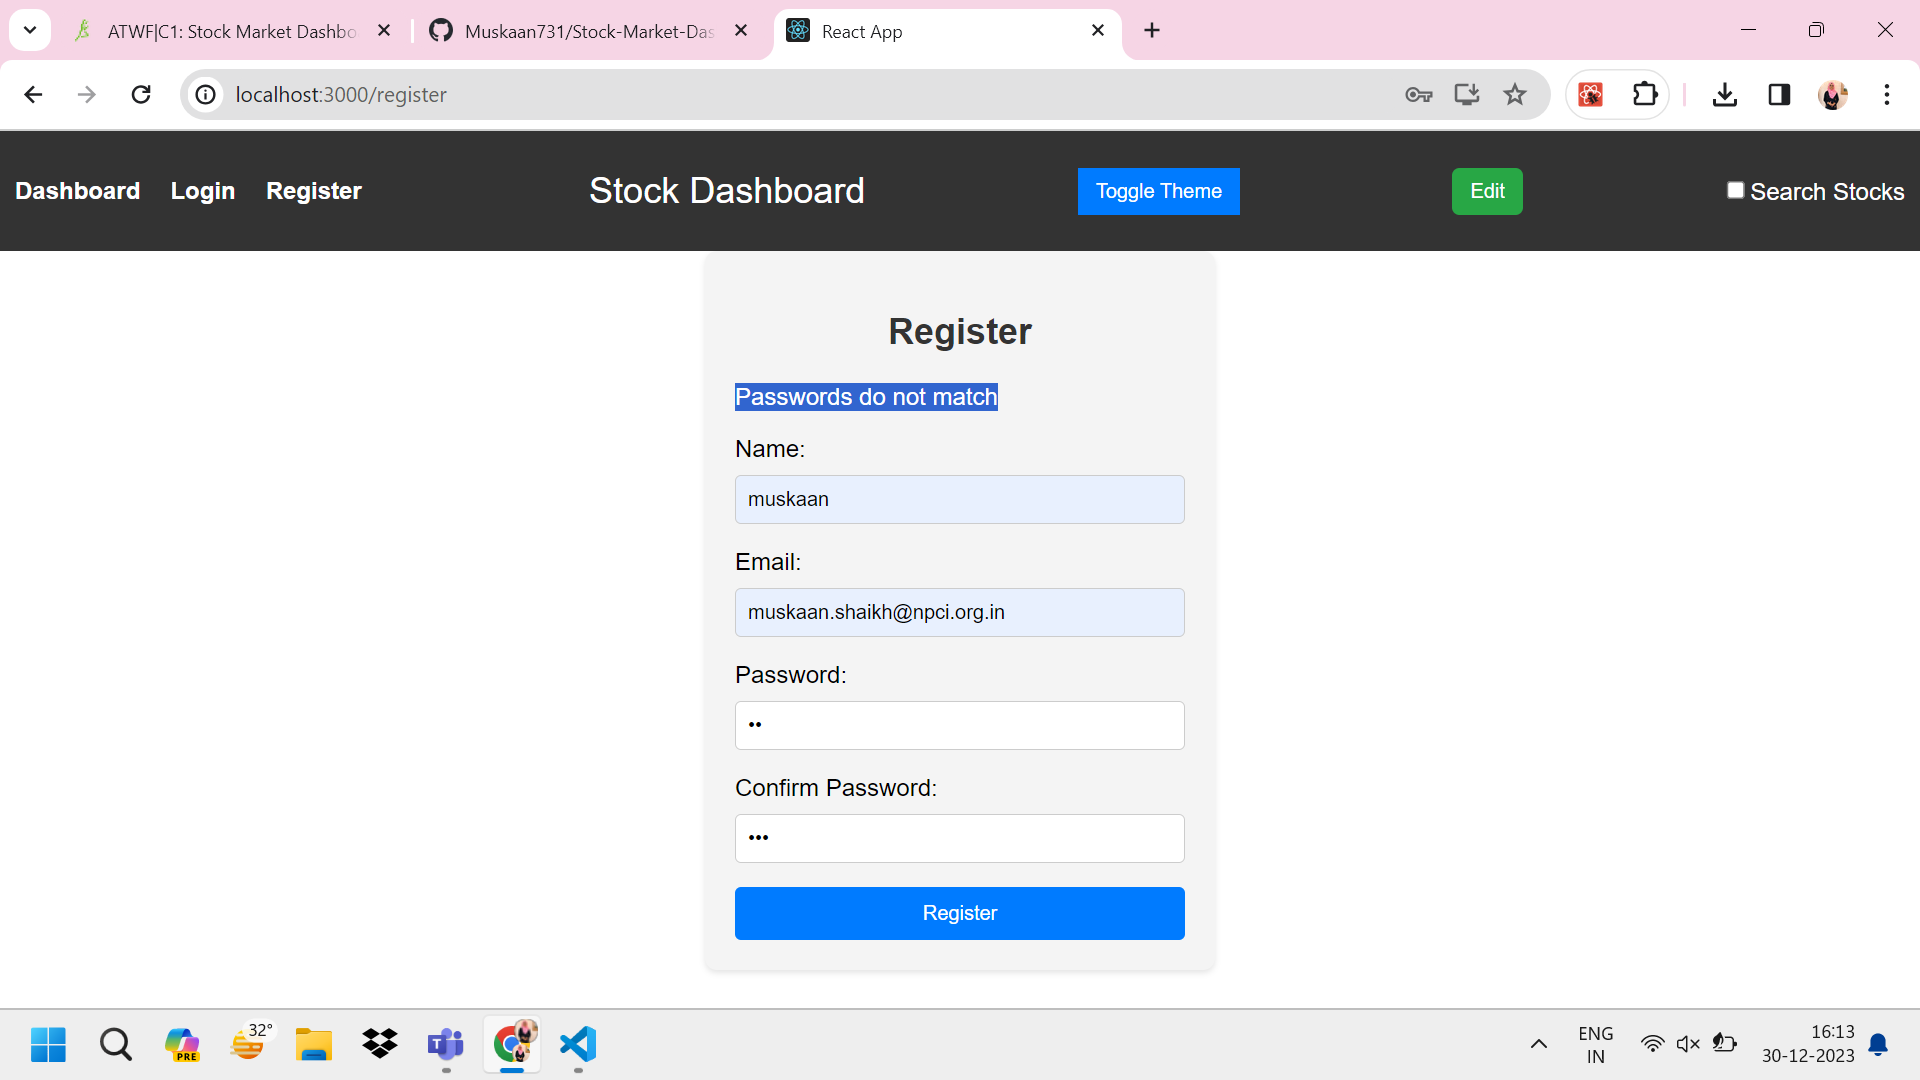 ATWF|C1: Stock Market Dashbo
Muskaan731/Stock-Market-Das
React App
localhost:3000/register
Dashboard
Login
Register
Stock Dashboard
Toggle Theme
Edit
Search Stocks
Register
Passwords do not match
Name:
muskaan
Email:
muskaan.shaikh@npci.org.in
Password:
••
Confirm Password:
•••
Register
PRE
32°
T
ENG
IN
16:13
30-12-2023